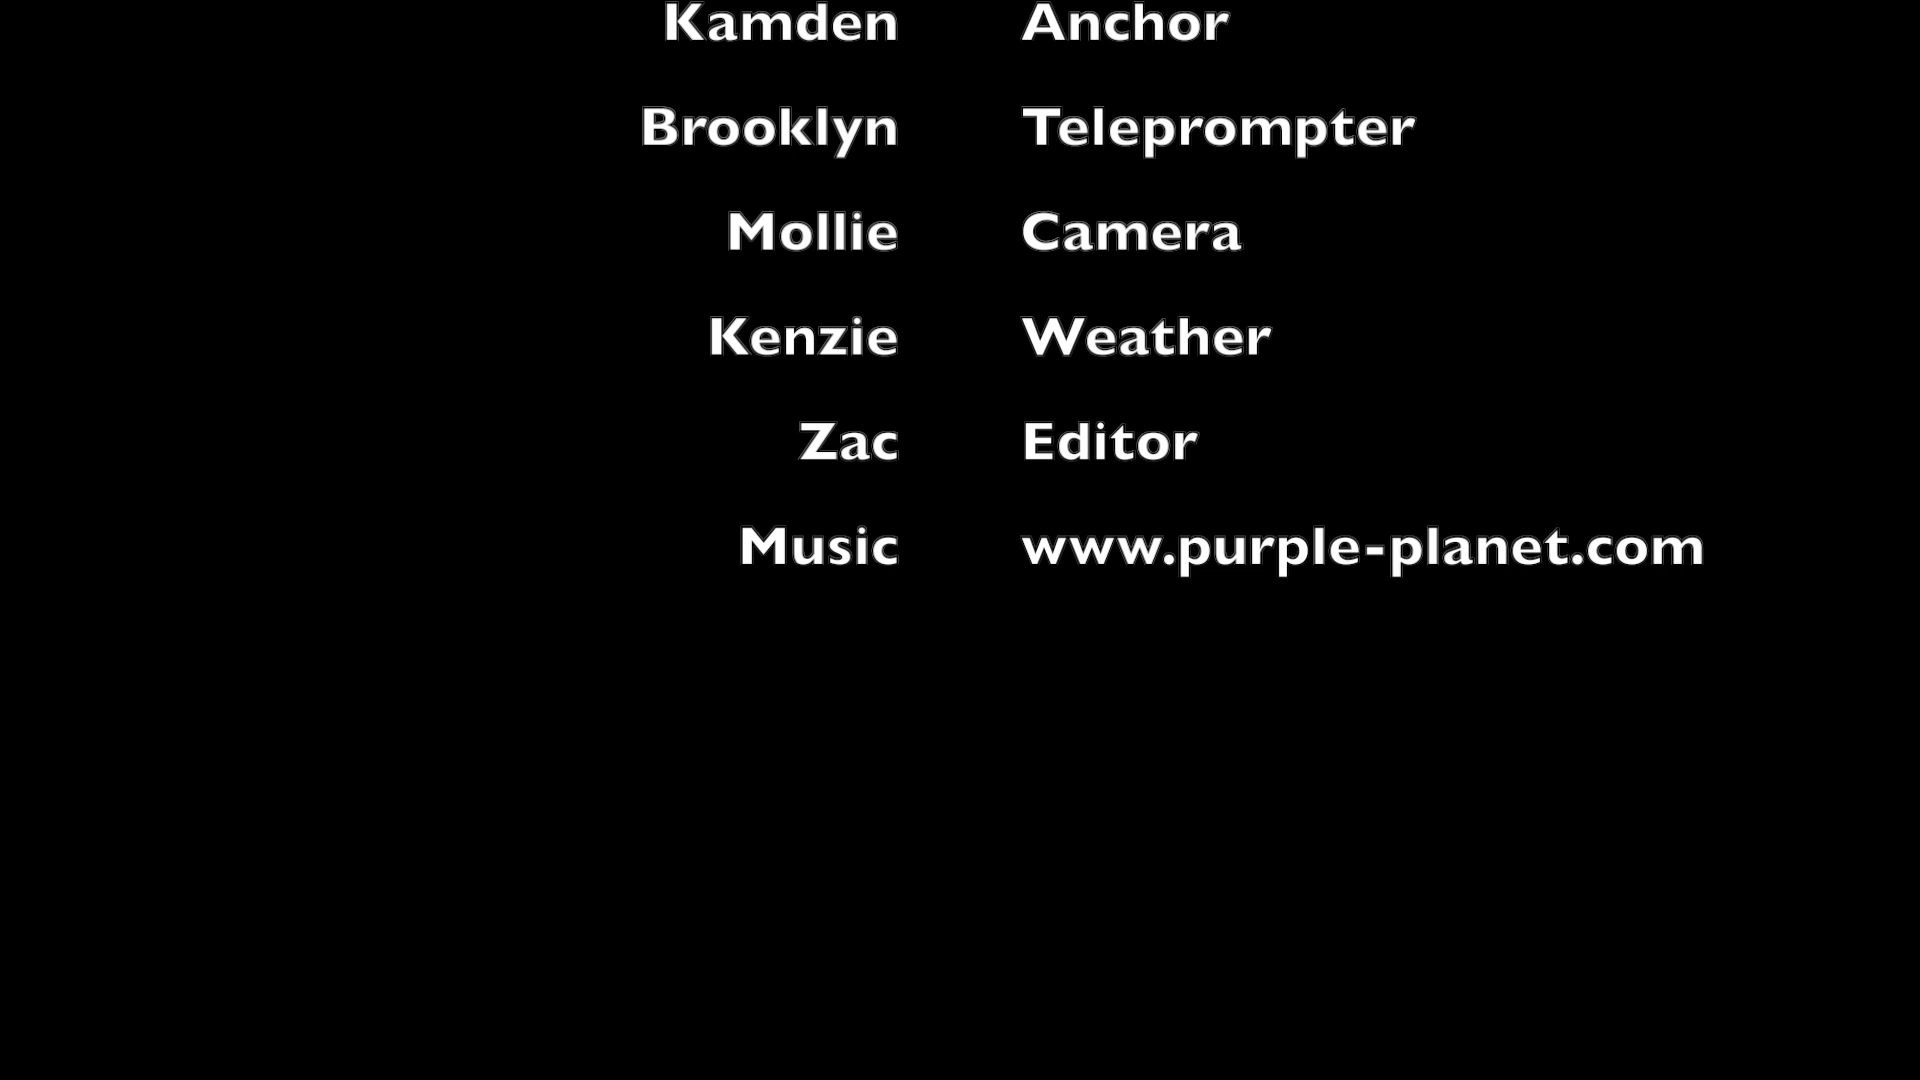 Kamden Anchor
Brooklyn Teleprompter
Mollie Camera
Kenzie Weather
Zac Editor
Music www.purple-planet.com